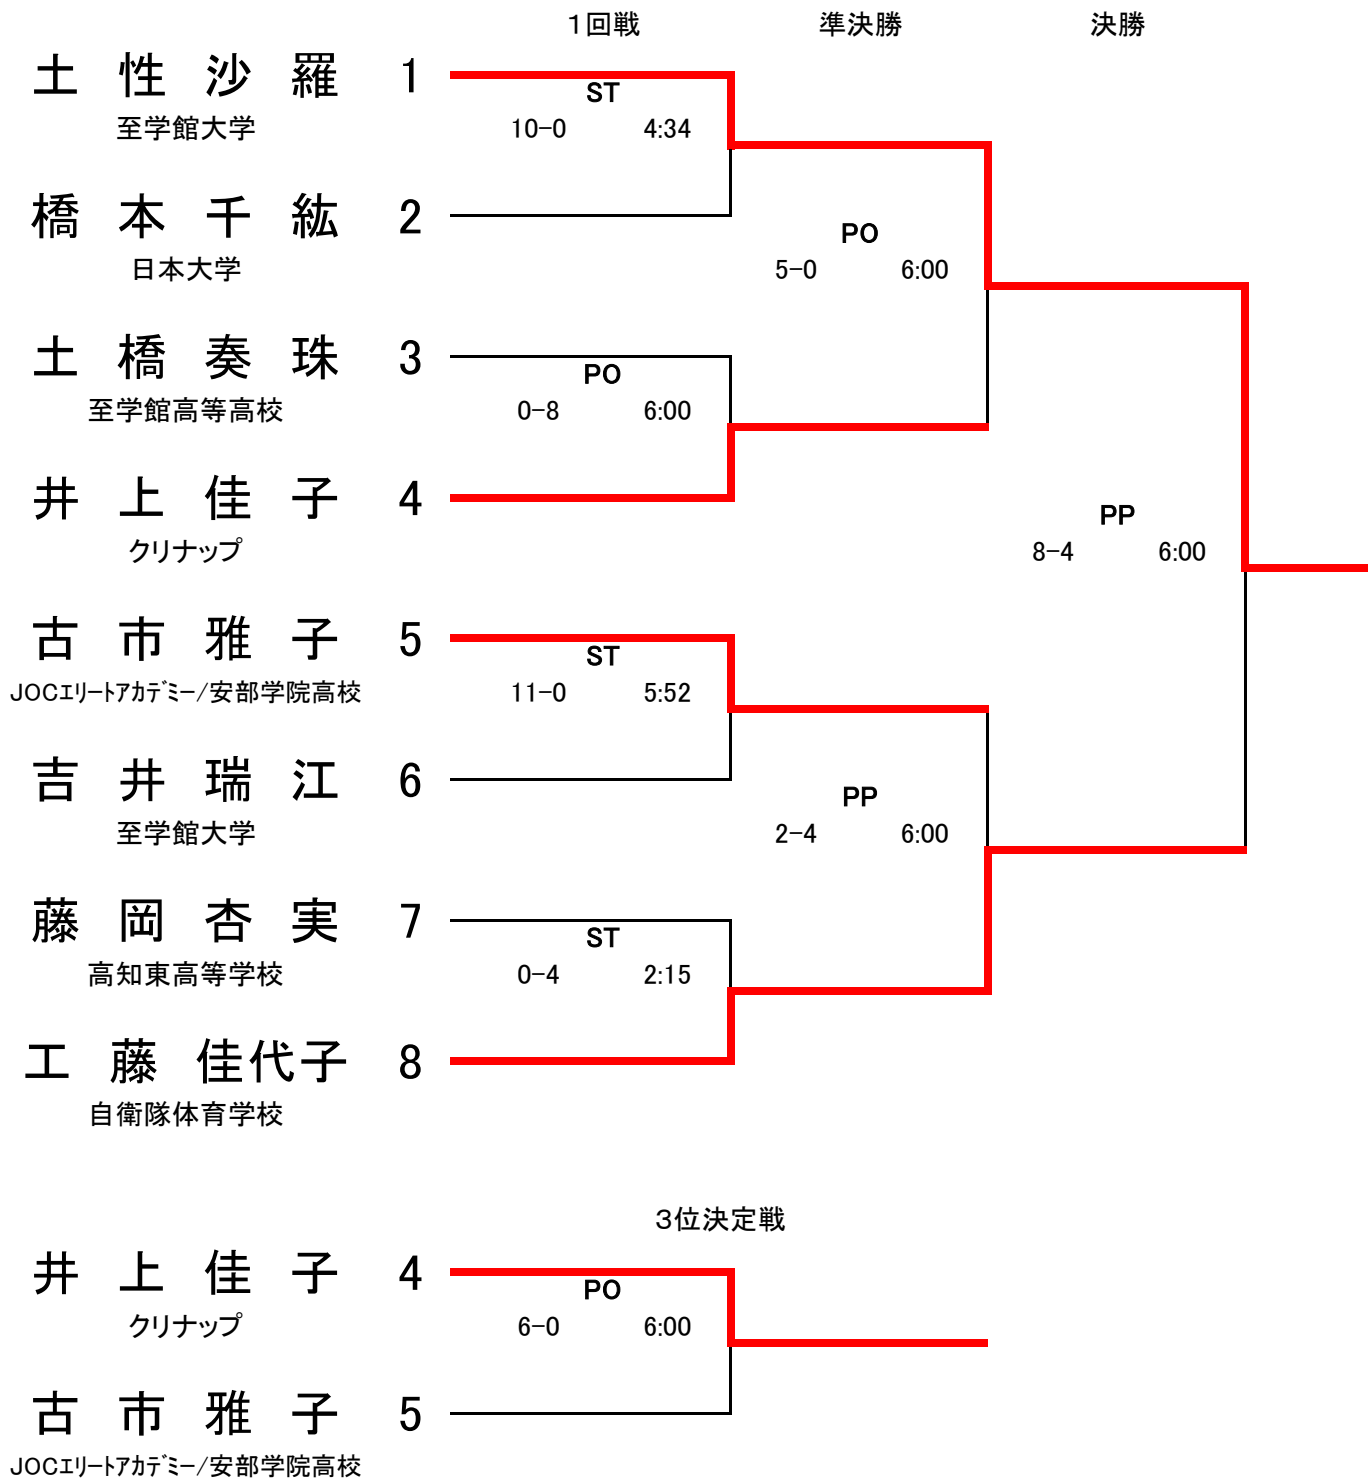 1回戦 準決勝 決勝
土 性 沙 羅 1
ST
至学館大学 10-0 4:34
橋 本 千 紘 2
PO
日本大学 5-0 6:00
土 橋 奏 珠 3
PO
至学館高等高校 0-8 6:00
井 上 佳 子 4
PP
クリナップ 8-4 6:00
古 市 雅 子 5
ST
JOCエリートアカデミー/安部学院高校 11-0 5:52
吉 井 瑞 江 6
PP
至学館大学 2-4 6:00
藤 岡 杏 実 7
ST
高知東高等学校 0-4 2:15
工 藤 佳代子 8
自衛隊体育学校
3位決定戦
井 上 佳 子 4
PO
クリナップ 6-0 6:00
古 市 雅 子 5
JOCエリートアカデミー/安部学院高校